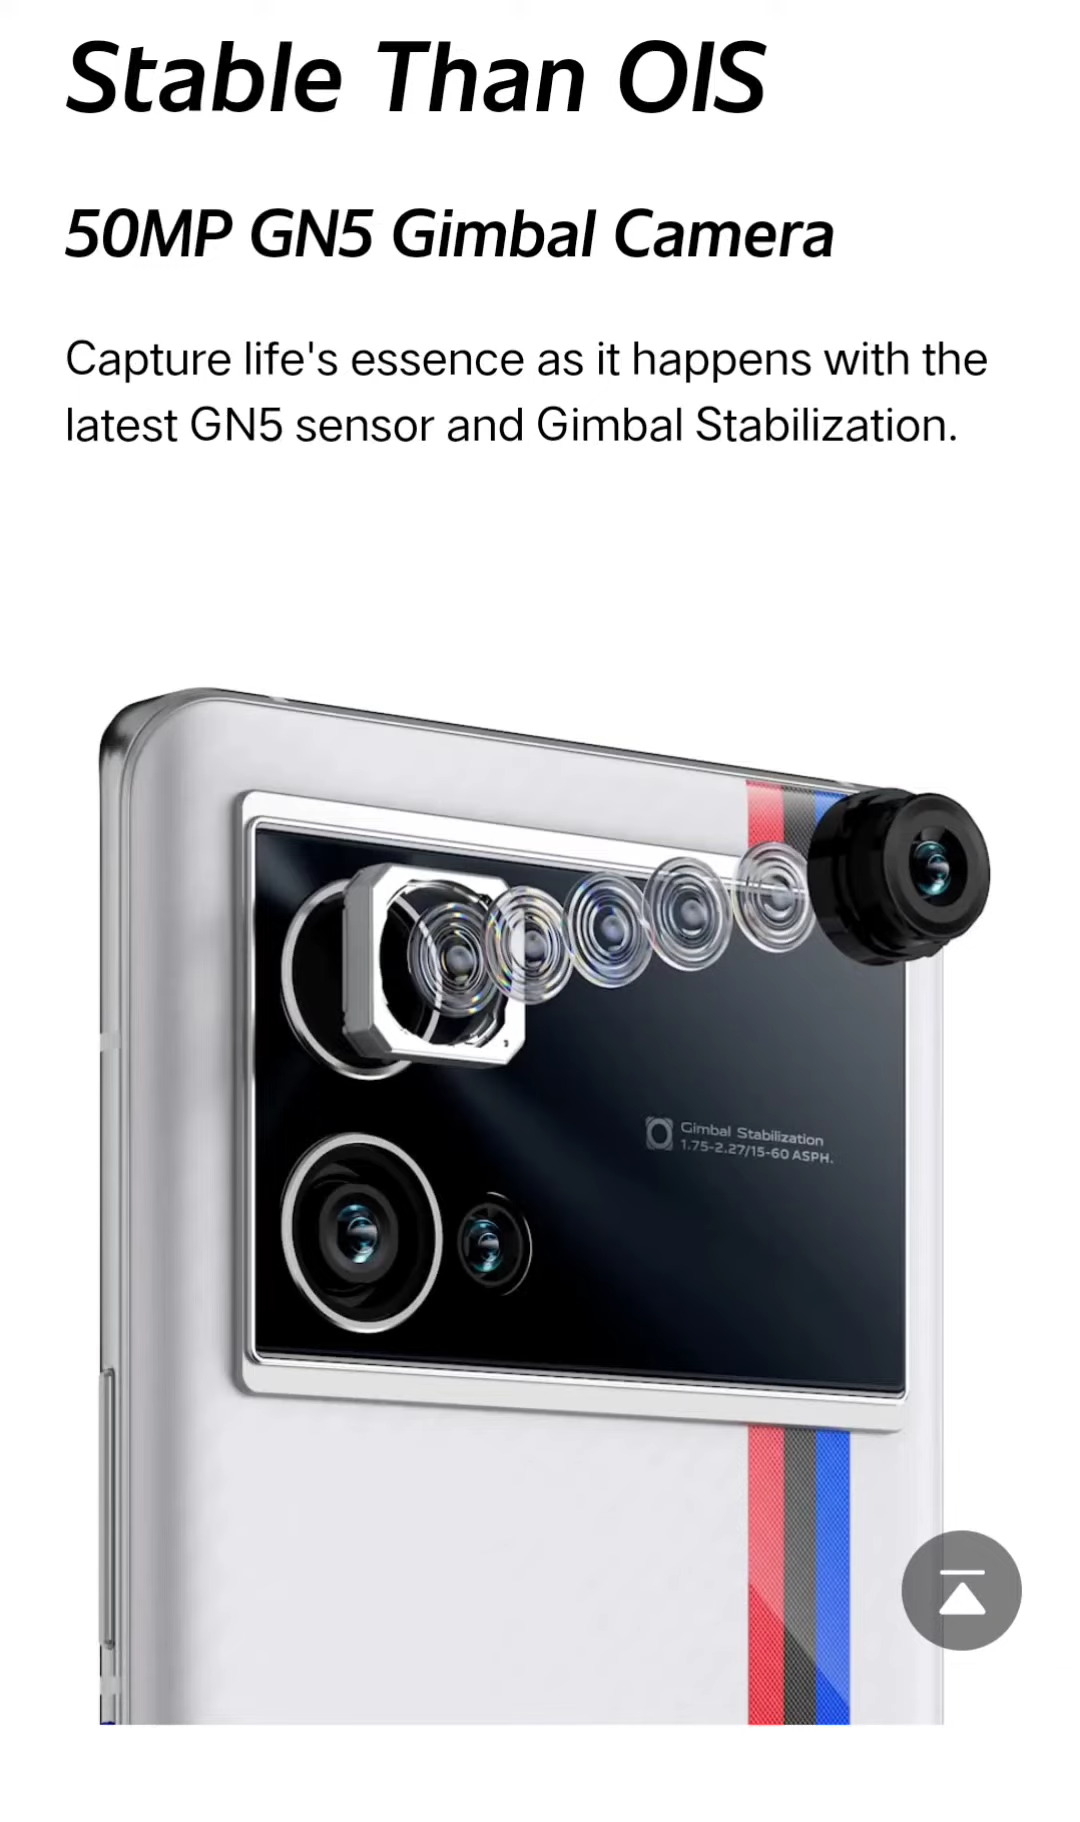 Stable Than OIS
50MP GN5 Gimbal Camera
Capture life's essence as it happens with the
latest GN5 sensor and Gimbal Stabilization.
Gimbal Stabilization
1.75-2.27/15-60 ASPH.